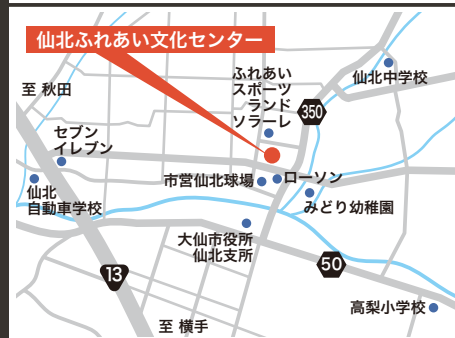 仙北ふれあい文化センター
ふれあい
スポーツ
ランド
ソラーレ
仙北中学校
至 秋田
350
セブン
イレブン
仙北
自動車学校
市営仙北球場
ローソン
みどり幼稚園
大仙市役所
仙北支所
13
50
高梨小学校
至 横手